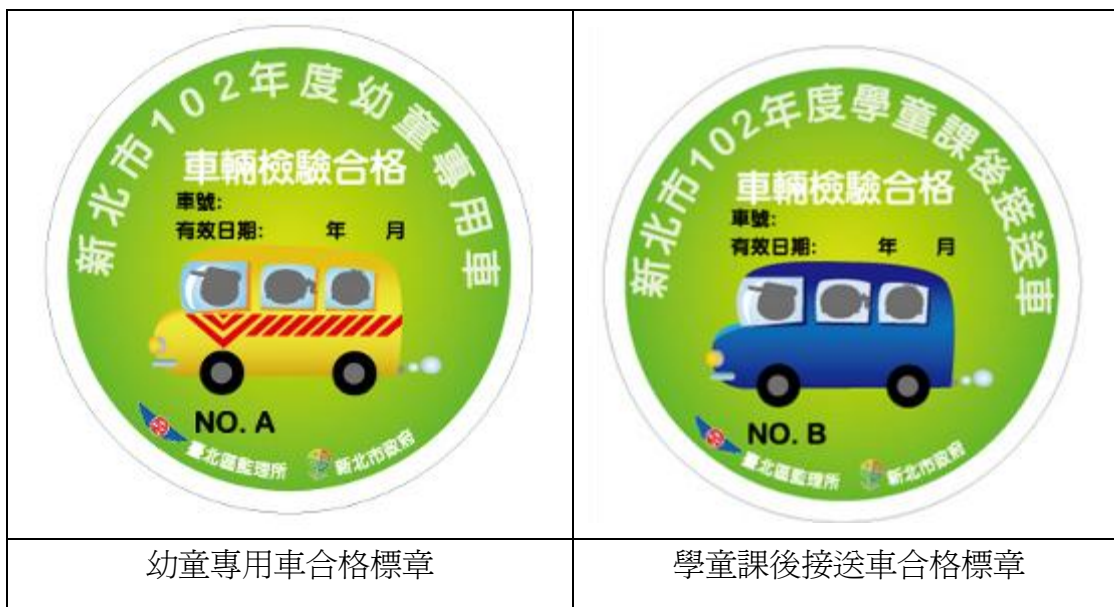 新北市102年度幼童專用車
車輛檢驗合格
車號:
有效日期: 年 月
NO. A
臺北區監理所 新北市政府
幼童專用車合格標章
新北市102年度學童課後接送車
車輛檢驗合格
車號:
有效日期: 年 月
NO. B
臺北區監理所 新北市政府
學童課後接送車合格標章